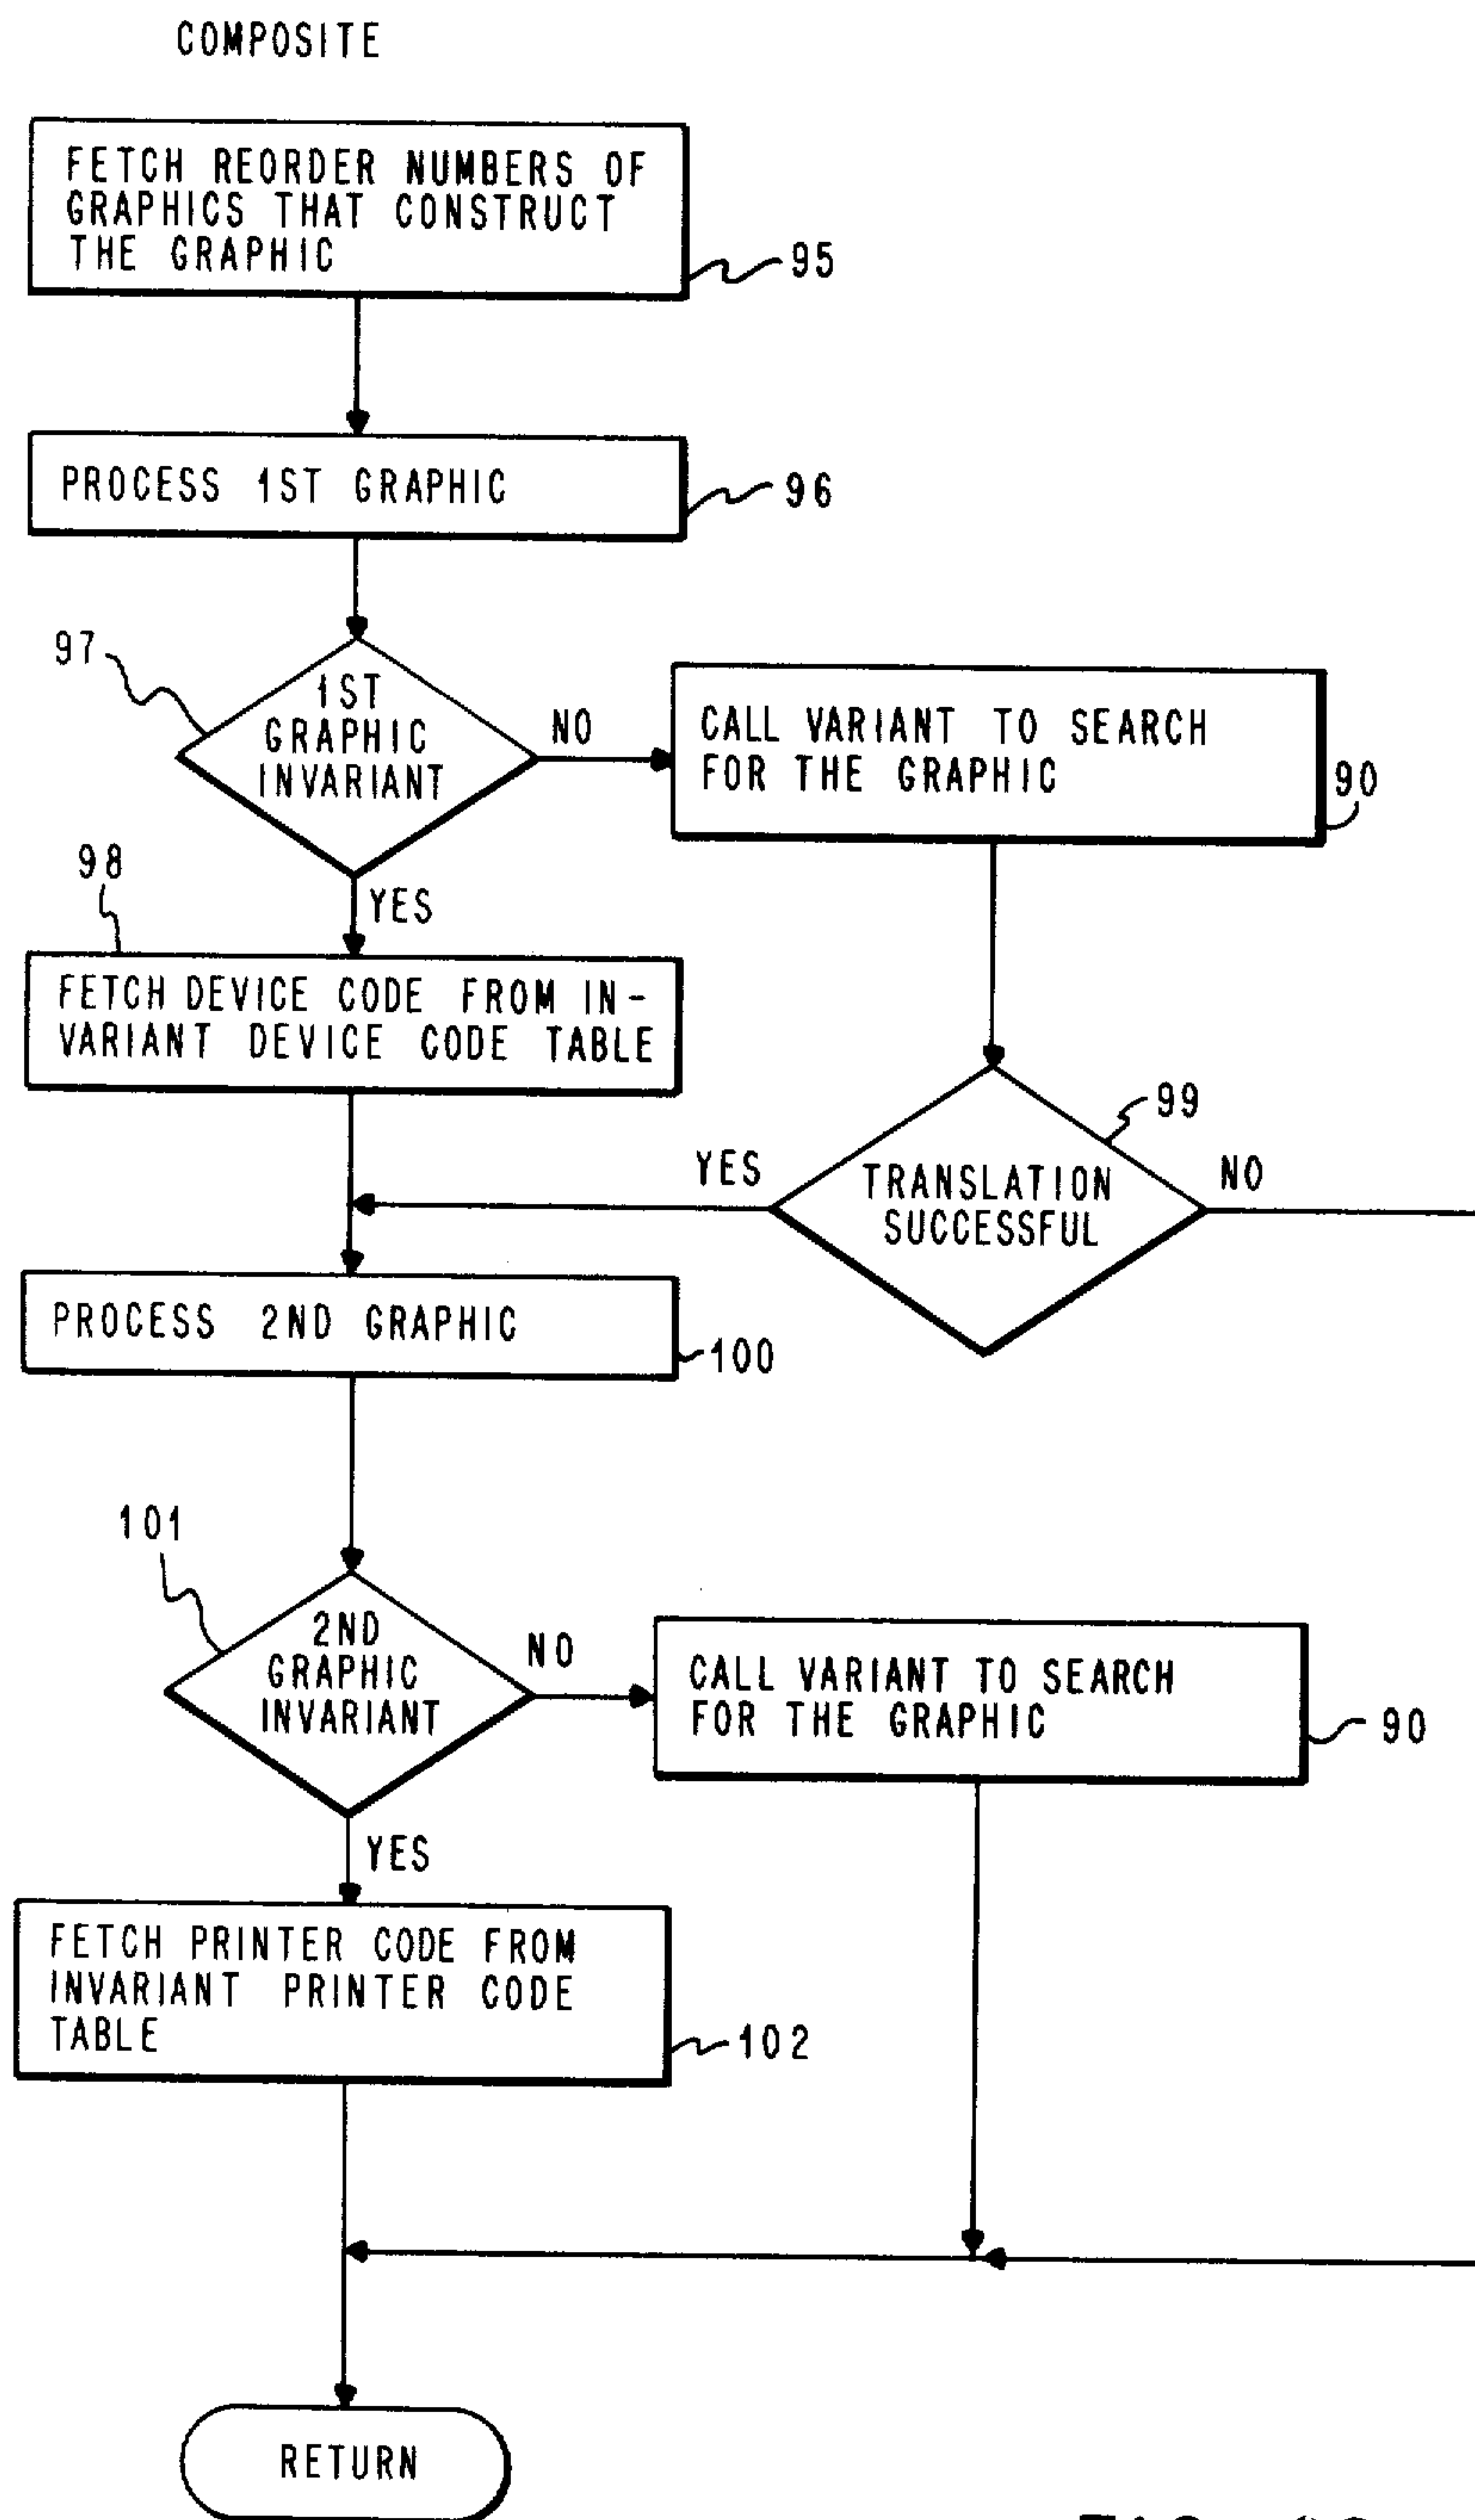 COMPOSITE
FETCH REORDER NUMBERS OF
GRAPHICS THAT CONSTRUCT
THE GRAPHIC
95
PROCESS 1ST GRAPHIC
96
97
1ST
GRAPHIC
INVARIANT
NO
CALL VARIANT TO SEARCH
FOR THE GRAPHIC
90
YES
98
FETCH DEVICE CODE FROM IN-
VARIANT DEVICE CODE TABLE
99
TRANSLATION
SUCCESSFUL
YES
NO
PROCESS 2ND GRAPHIC
100
101
2ND
GRAPHIC
INVARIANT
NO
CALL VARIANT TO SEARCH
FOR THE GRAPHIC
90
YES
FETCH PRINTER CODE FROM
INVARIANT PRINTER CODE
TABLE
102
RETURN